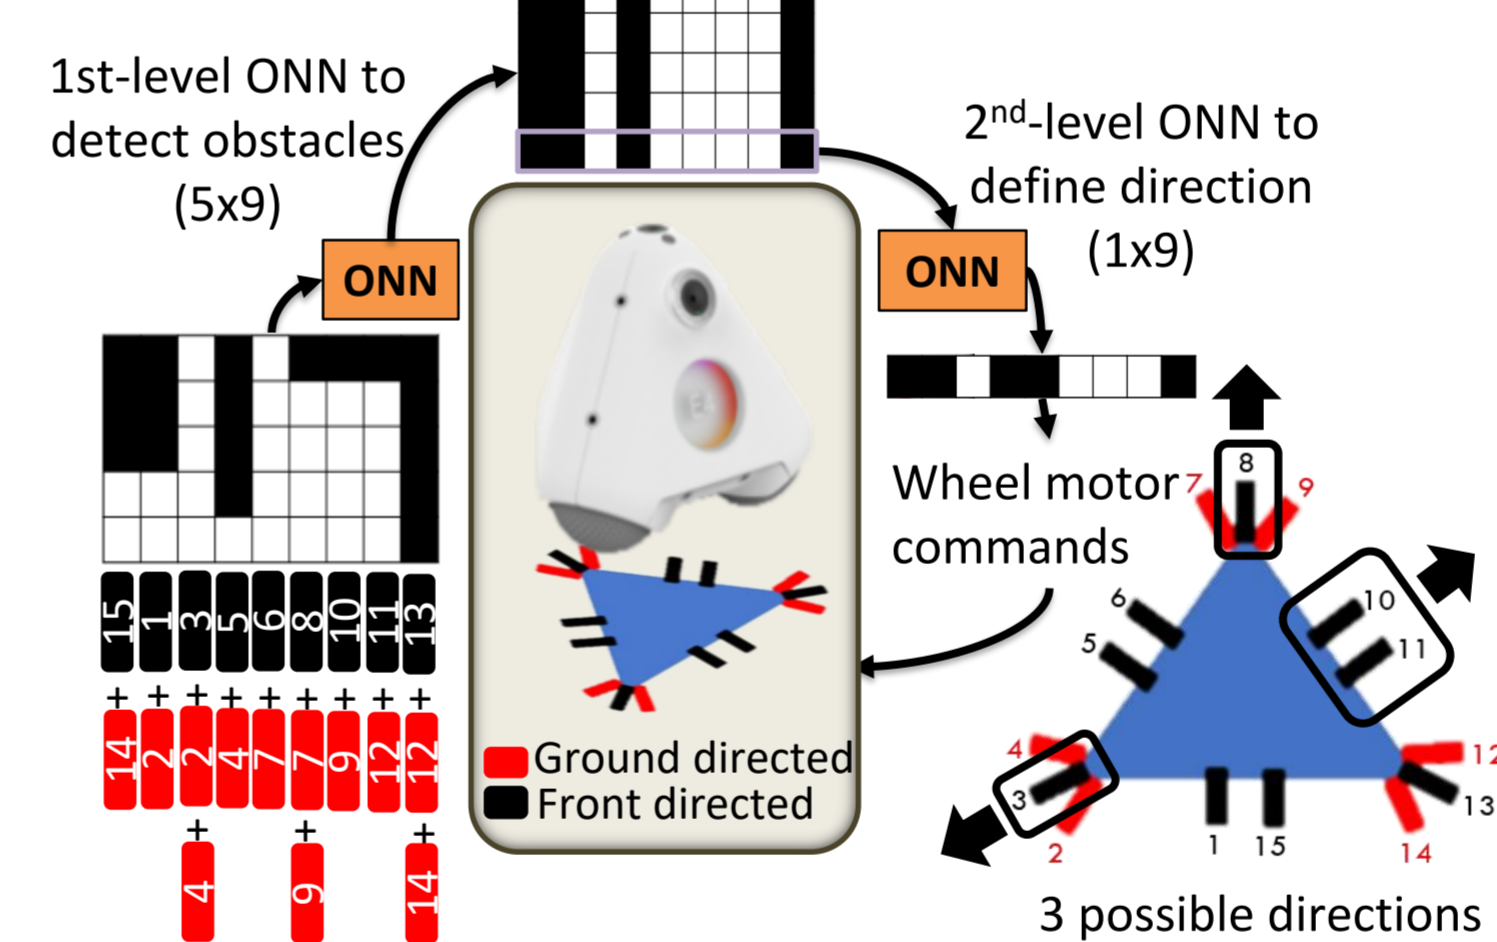 1st-level ONN to
detect obstacles
(5x9)
ONN
2nd-level ONN to
define direction
(1x9)
ONN
Wheel motor
commands
15 1 3 5 6 8 10 11 13
+ + + + + + + + +
14 2 2 4 7 7 9 12 12
+ + +
4 9 14
Ground directed
Front directed
8
7 9
6 10
5 11
4 12
3 13
2 1 15 14
3 possible directions